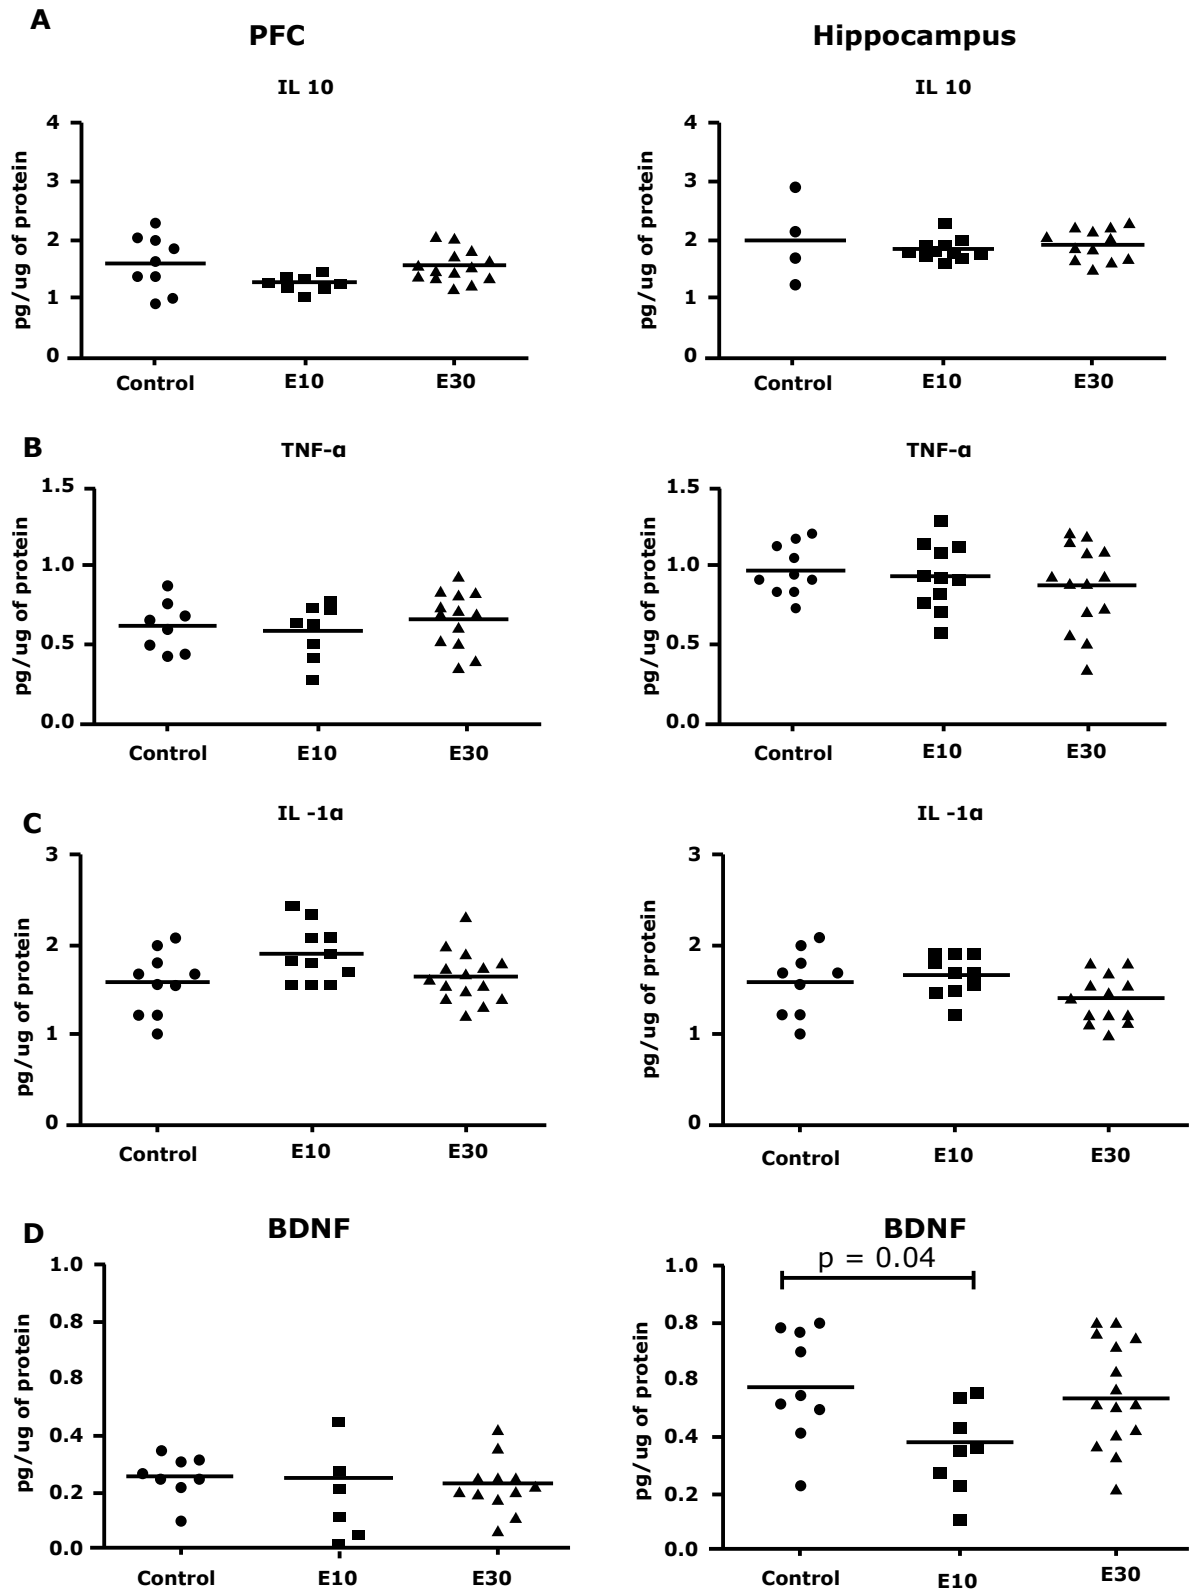 A
PFC
Hippocampus
IL 10
IL 10
4
3
2
1
0
pg/ug of protein
Control
E10
E30
4
3
2
1
0
pg/ug of protein
Control
E10
E30
B
TNF-α
TNF-α
1.5
1.0
0.5
0.0
pg/ug of protein
Control
E10
E30
1.5
1.0
0.5
0.0
pg/ug of protein
Control
E10
E30
C
IL -1α
IL -1α
3
2
1
0
pg/ug of protein
Control
E10
E30
3
2
1
0
pg/ug of protein
Control
E10
E30
D
BDNF
BDNF
p = 0.04
1.0
0.8
0.8
0.4
0.2
0.0
pg/ug of protein
Control
E10
E30
1.0
0.8
0.8
0.4
0.2
0.0
pg/ug of protein
Control
E10
E30